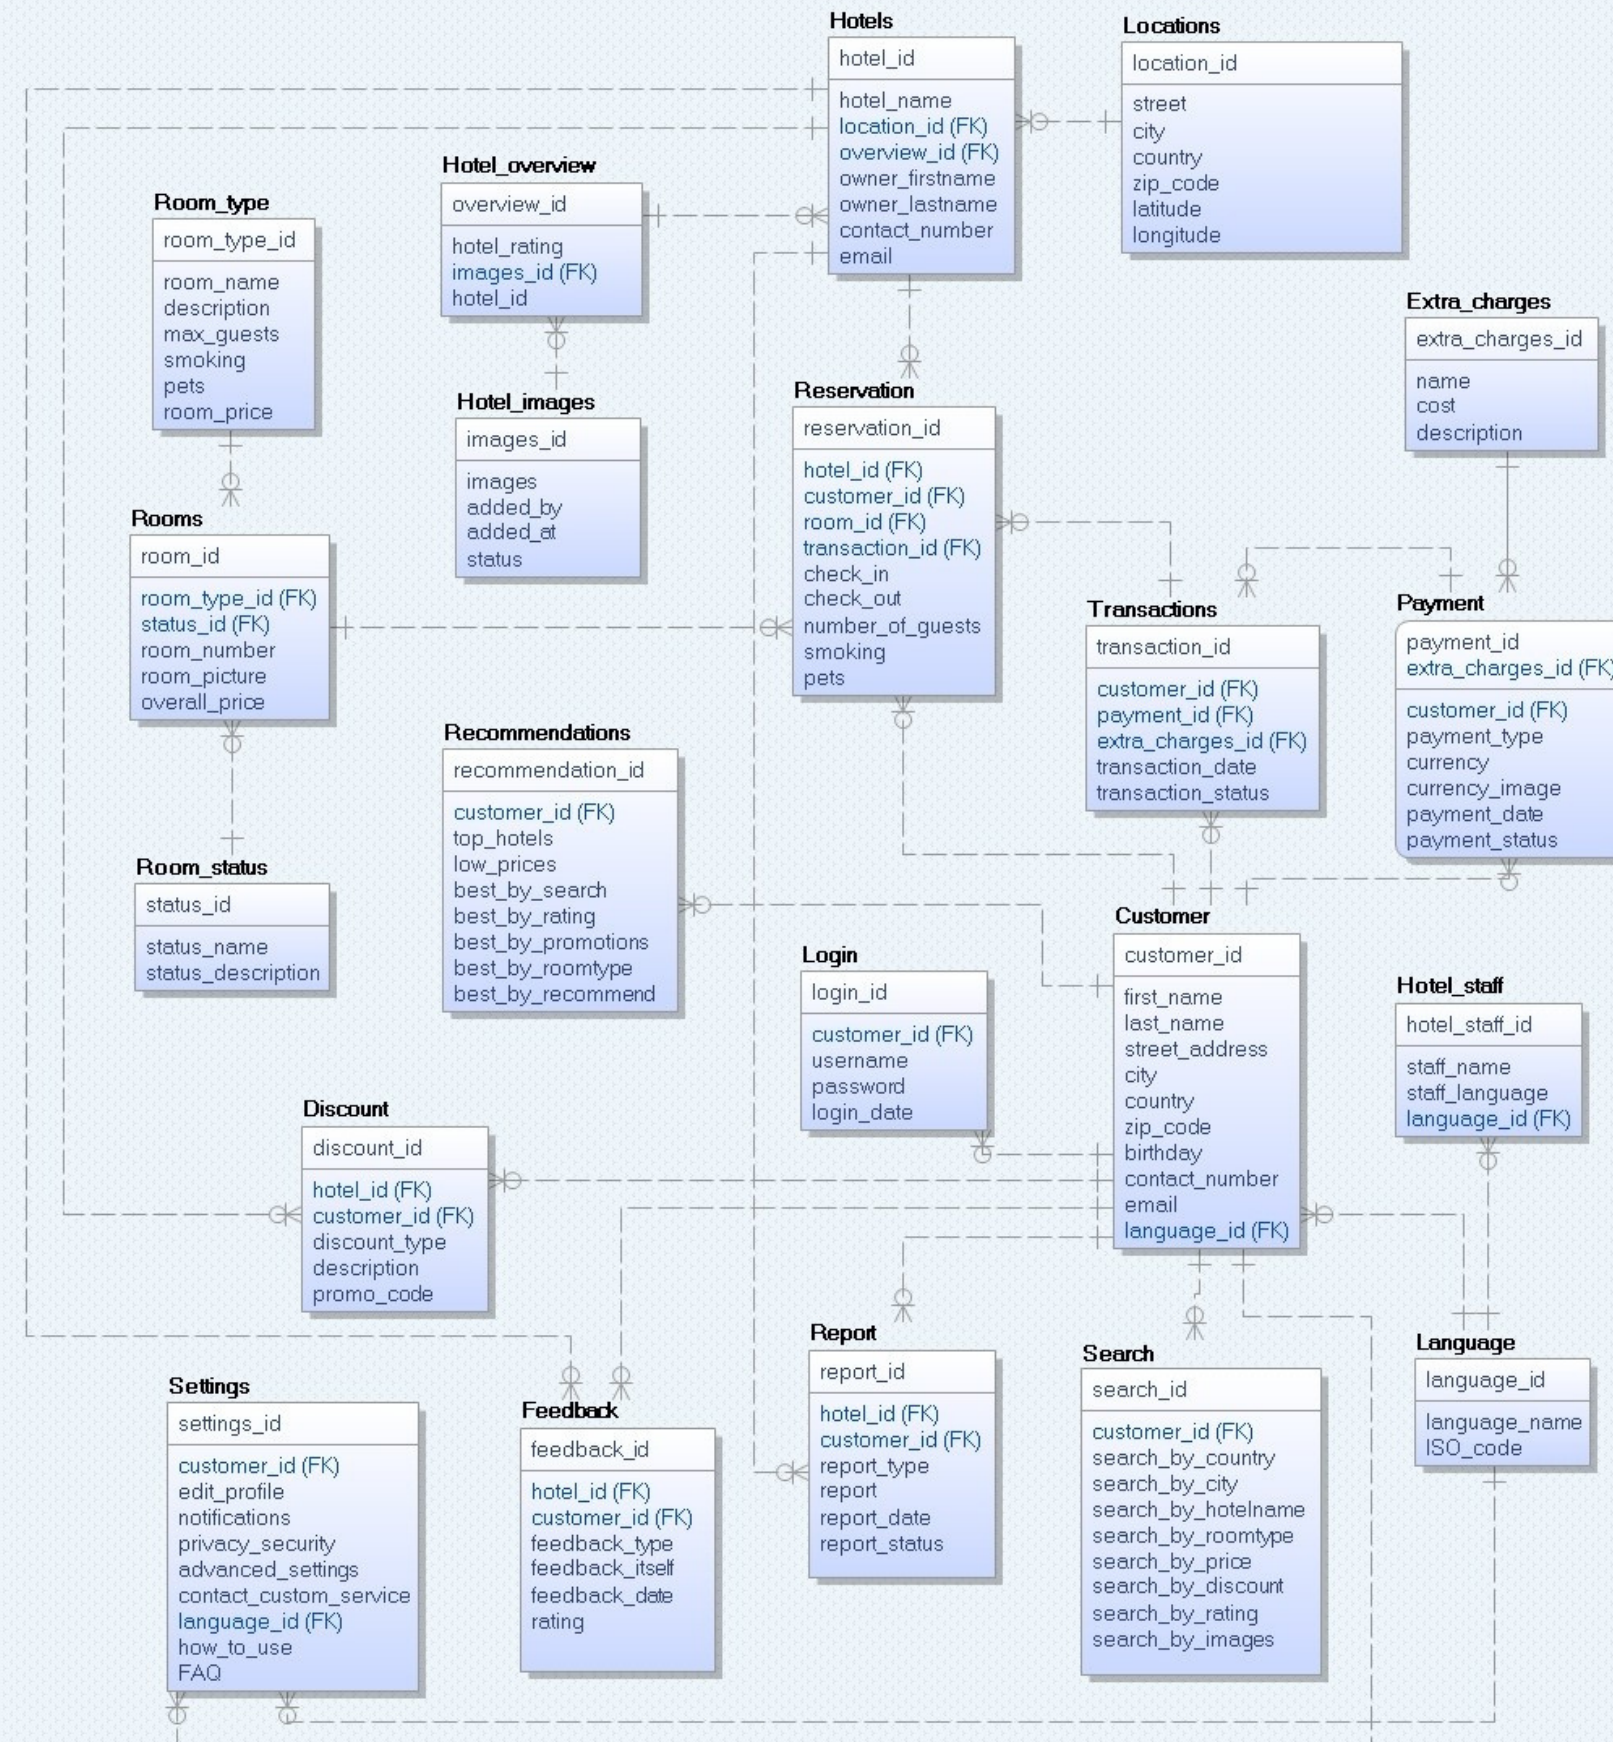 Hotels
hotel_id
hotel_name
location_id (FK)
overview_id (FK)
owner_firstname
owner_lastname
contact_number
email
Locations
location_id
street
city
country
zip_code
latitude
longitude
Hotel_overview
overview_id
hotel_rating
images_id (FK)
hotel_id
Room_type
room_type_id
room_name
description
max_guests
smoking
pets
room_price
Extra_charges
extra_charges_id
name
cost
description
Hotel_images
images_id
images
added_by
added_at
status
Reservation
reservation_id
hotel_id (FK)
customer_id (FK)
room_id (FK)
transaction_id (FK)
check_in
check_out
number_of_guests
smoking
pets
Rooms
room_id
room_type_id (FK)
status_id (FK)
room_number
room_picture
overall_price
Transactions
transaction_id
customer_id (FK)
payment_id (FK)
extra_charges_id (FK)
transaction_date
transaction_status
Payment
payment_id
extra_charges_id (FK)
customer_id (FK)
payment_type
currency
currency_image
payment_date
payment_status
Recommendations
recommendation_id
customer_id (FK)
top_hotels
low_prices
best_by_search
best_by_rating
best_by_promotions
best_by_roomtype
best_by_recommend
Room_status
status_id
status_name
status_description
Customer
customer_id
first_name
last_name
street_address
city
country
zip_code
birthday
contact_number
email
language_id (FK)
Login
login_id
customer_id (FK)
username
password
login_date
Hotel_staff
hotel_staff_id
staff_name
staff_language
language_id (FK)
Discount
discount_id
hotel_id (FK)
customer_id (FK)
discount_type
description
promo_code
Report
report_id
hotel_id (FK)
customer_id (FK)
report_type
report
report_date
report_status
Search
search_id
customer_id (FK)
search_by_country
search_by_city
search_by_hotelname
search_by_roomtype
search_by_price
search_by_discount
search_by_rating
search_by_images
Language
language_id
language_name
ISO_code
Settings
settings_id
customer_id (FK)
edit_profile
notifications
privacy_security
advanced_settings
contact_custom_service
language_id (FK)
how_to_use
FAQ
Feedback
feedback_id
hotel_id (FK)
customer_id (FK)
feedback_type
feedback_itself
feedback_date
rating